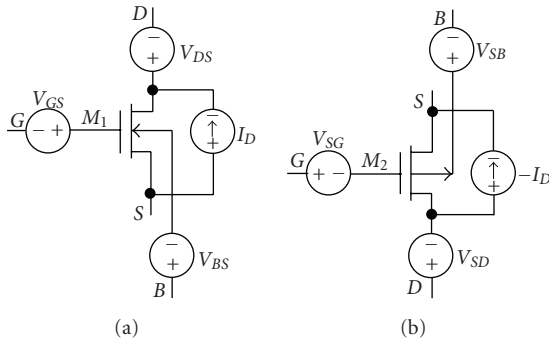 D
−
+
V_DS
V_GS
G
− +
M_1
−
↑
+
I_D
S
−
+
V_BS
B
(a)
B
−
+
V_SB
S
V_SG
G
+ −
M_2
−
↑
+
−I_D
−
+
V_SD
D
(b)